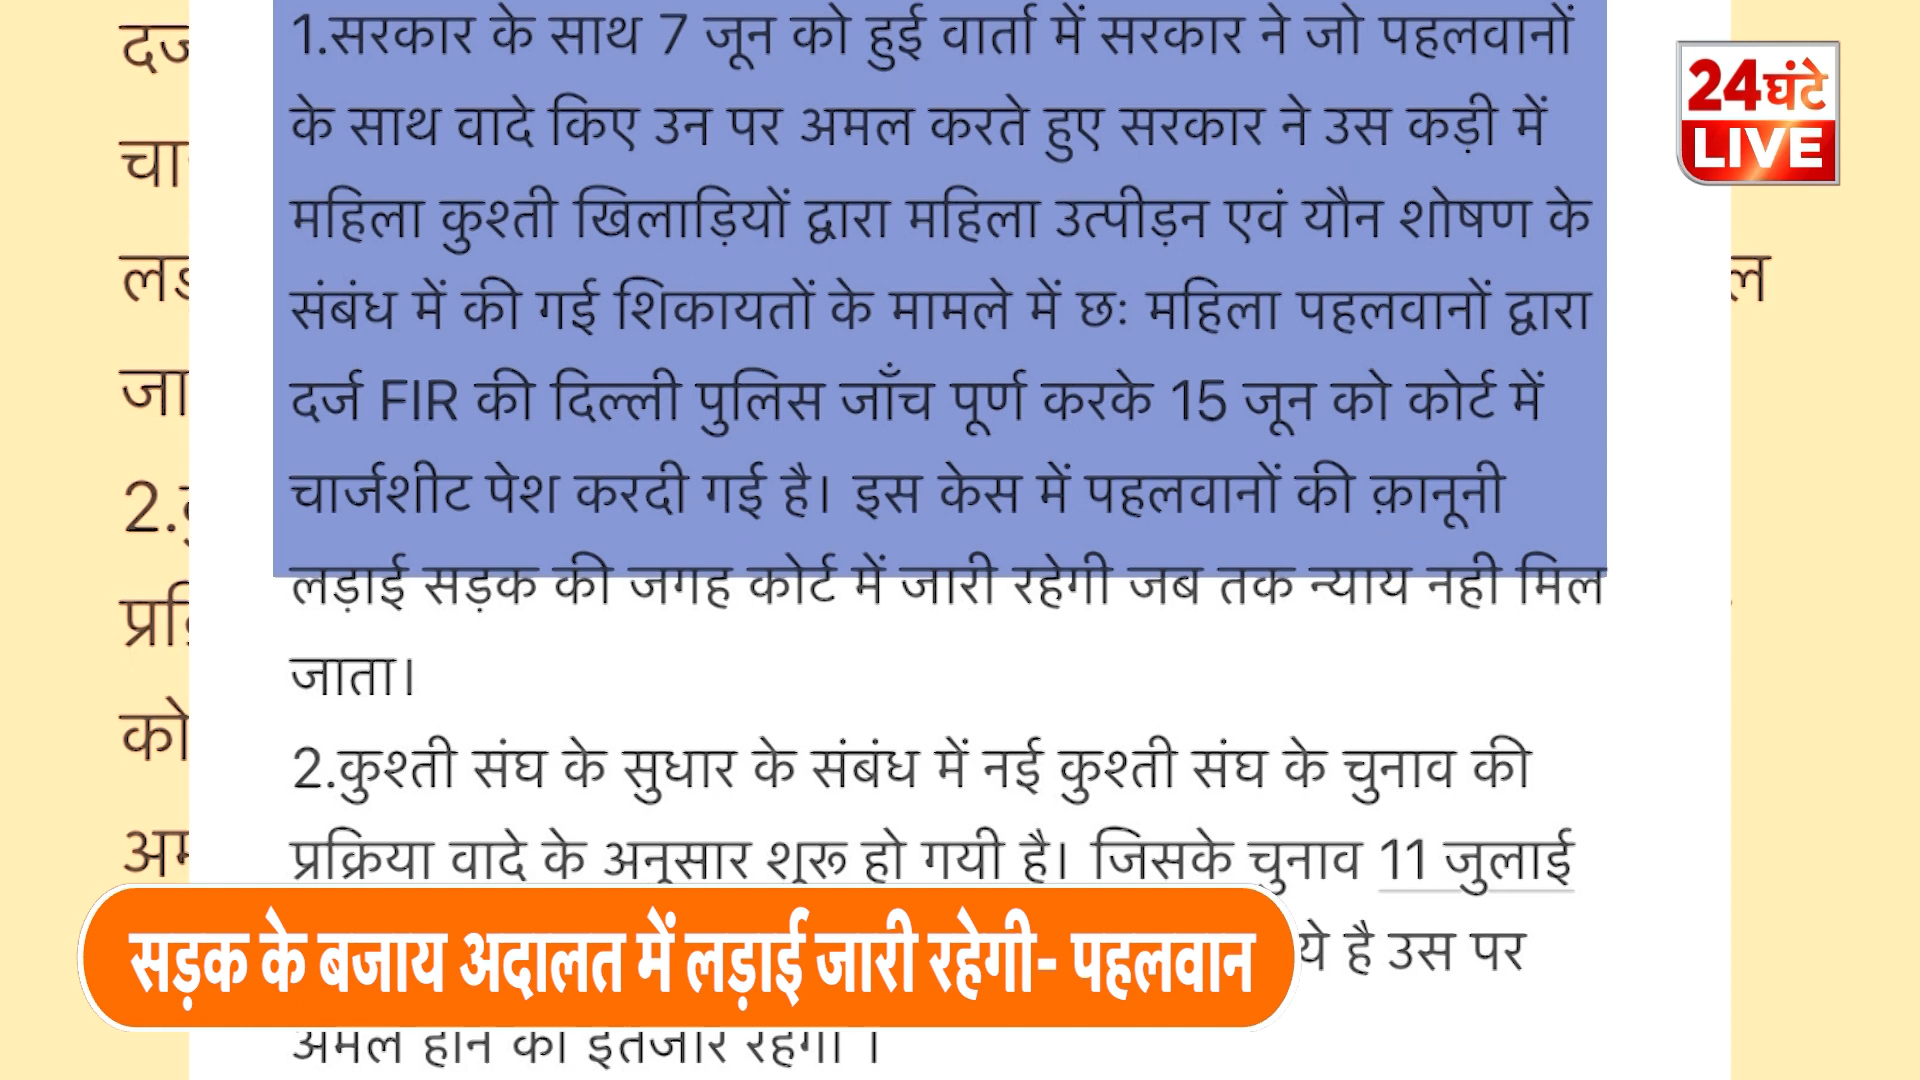 1.सरकार के साथ 7 जून को हुई वार्ता में सरकार ने जो पहलवानों
के साथ वादे किए उन पर अमल करते हुए सरकार ने उस कड़ी में
महिला कुश्ती खिलाड़ियों द्वारा महिला उत्पीड़न एवं यौन शोषण के
संबंध में की गई शिकायतों के मामले में छः महिला पहलवानों द्वारा
दर्ज FIR की दिल्ली पुलिस जाँच पूर्ण करके 15 जून को कोर्ट में
चार्जशीट पेश करदी गई है। इस केस में पहलवानों की क़ानूनी
लड़ाई सड़क की जगह कोर्ट में जारी रहेगी जब तक न्याय नही मिल
जाता।
2.कुश्ती संघ के सुधार के संबंध में नई कुश्ती संघ के चुनाव की
प्रक्रिया वादे के अनुसार शुरू हो गयी है। जिसके चुनाव 11 जुलाई
है उस पर
अमल होने का इंतजार रहेगा ।
सड़क के बजाय अदालत में लड़ाई जारी रहेगी- पहलवान
24घंटे
LIVE